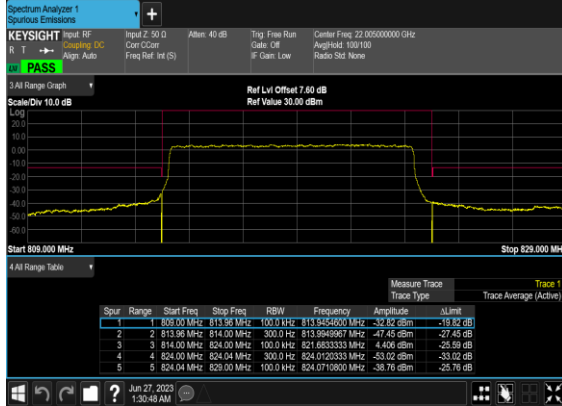 Spectrum Analyzer 1
Spurious Emissions
+
KEYSIGHT Input: RF Input Z: 50 Ω Atten: 40 dB Trig: Free Run Center Freq: 22.005000000 GHz
R T Coupling: DC Corr CCorr Gate: Off Avg|Hold: 100/100
Align: Auto Freq Ref: Int (S) IF Gain: Low Radio Std: None
PASS
3 All Range Graph
Ref Lvl Offset 7.60 dB
Scale/Div 10.0 dB Ref Value 30.00 dBm
Log
20.0
10.0
0.00
-10.0
-20.0
-30.0
-40.0
-50.0
-60.0
Start 809.000 MHz Stop 829.000 MHz
4 All Range Table
Measure Trace Trace 1
Trace Type Trace Average (Active)
Spur Range Start Freq Stop Freq RBW Frequency Amplitude ΔLimit
1 1 809.00 MHz 813.96 MHz 100.0 kHz 813.9454600 MHz -32.82 dBm -19.82 dB
2 2 813.96 MHz 814.00 MHz 300.0 Hz 813.9949967 MHz -47.45 dBm -27.45 dB
3 3 814.00 MHz 824.00 MHz 100.0 kHz 821.6833333 MHz 4.406 dBm -25.59 dB
4 4 824.00 MHz 824.04 MHz 300.0 Hz 824.0120333 MHz -53.02 dBm -33.02 dB
5 5 824.04 MHz 829.00 MHz 100.0 kHz 824.0710800 MHz -38.76 dBm -25.76 dB
? Jun 27, 2023
1:30:48 AM